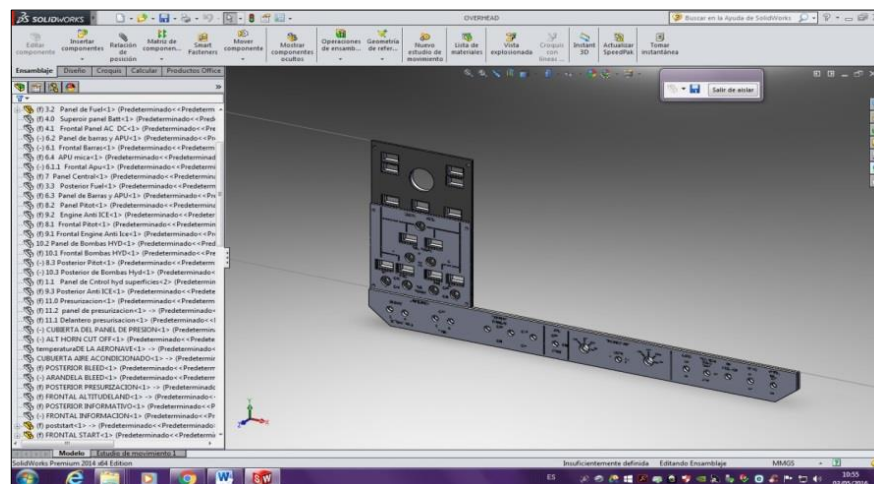 SOLIDWORKS
OVERHEAD
Buscar en la Ayuda de SolidWorks
Editar componente
Insertar componentes
Relación de posición
Matriz de componen...
Smart Fasteners
Mover componente
Mostrar componentes ocultos
Operaciones de ensamb...
Geometría de refer...
Nuevo estudio de movimiento
Lista de materiales
Vista explosionada
Croquis con líneas ...
Instant 3D
Actualizar SpeedPak
Tomar instantánea
Ensamblaje Diseño Croquis Calcular Productos Office
Salir de aislar
(f) 3.2 Panel de Fuel<1> (Predeterminado<<Predeterm
(f) 4.0 Superoir panel Batt<1> (Predeterminado<<Pred
(f) 4.1 Frontal Panel AC DC<1> (Predeterminado<<Pre
(-) 6.2 Panel de barras y APU<1> (Predeterminado<<Pr
(-) 6.1 Frontal Barras<1> (Predeterminado<<Predeterm
(f) 6.4 APU mica<1> (Predeterminado<<Predeterminad
(-) 6.1.1 Frontal Apu<1> (Predeterminado<<Predetermi
(f) 7 Panel Central<1> (Predeterminado<<Predetermin
(f) 3.3 Posterior Fuel<1> (Predeterminado<<Predeterm
(f) 6.3 Panel de Barras y APU<1> (Predeterminado<<P
(f) 8.2 Panel Pitot<1> (Predeterminado<<Predetermina
(f) 9.2 Engine Anti ICE<1> (Predeterminado<<Predeter
(f) 8.1 Frontal Pitot<1> (Predeterminado<<Predetermi
(f) 9.1 Frontal Engine Anti Ice<1> (Predeterminado<<Pr
10.2 Panel de Bombas HYD<1> (Predeterminado<<Pred
(f) 10.1 Frontal Bombas HYD<1> (Predeterminado<<Pr
(-) 8.3 Posterior Pitot<1> (Predeterminado<<Predeterm
(-) 10.3 Posterior de Bombas Hyd<1> (Predeterminado<
(f) 1.1 Panel de Cntrol hyd superficies<2> (Predetermin
(f) 9.3 Posterior Anti ICE<1> (Predeterminado<<Predete
(f) 11.0 Presurizacion<1> (Predeterminado<<Predeterm
(f) 11.2 panel de presurizacion<1> -> (Predeterminado<
(f) 11.1 Delantero presurisacion<1> (Predeterminado<<
(-) CUBIERTA DEL PANEL DE PRESION<1> (Predetermin
(-) ALT HORN CUT OFF<1> (Predeterminado<<Predete
temperaturaDE LA AERONAVE<1> -> (Predeterminado<
CUBUERTA AIRE ACONDICIONADO<1> -> (Predetermir
(f) POSTERIOR BLEED<1> (Predeterminado<<Predeterm
(-) ARANDELA BLEED<1> (Predeterminado<<Predeterm
(f) POSTERIOR PRESURIZACION<1> -> (Predeterminado
(f) FRONTAL ALTITUDELAND<1> (Predeterminado<<Pre
(f) POSTERIOR INFORMATIVO<1> (Predeterminado<<P
(-) FRONTAL INFORMACION<1> (Predeterminado<<Pr
(f) poststart<1> -> (Predeterminado<<Predeterminado
(f) FRONTAL START<1> (Predeterminado<<Predetermi
Modelo Estudio de movimiento 1
SolidWorks Premium 2014 x64 Edition
Insuficientemente definida Editando Ensamblaje MMGS
ES
10:55